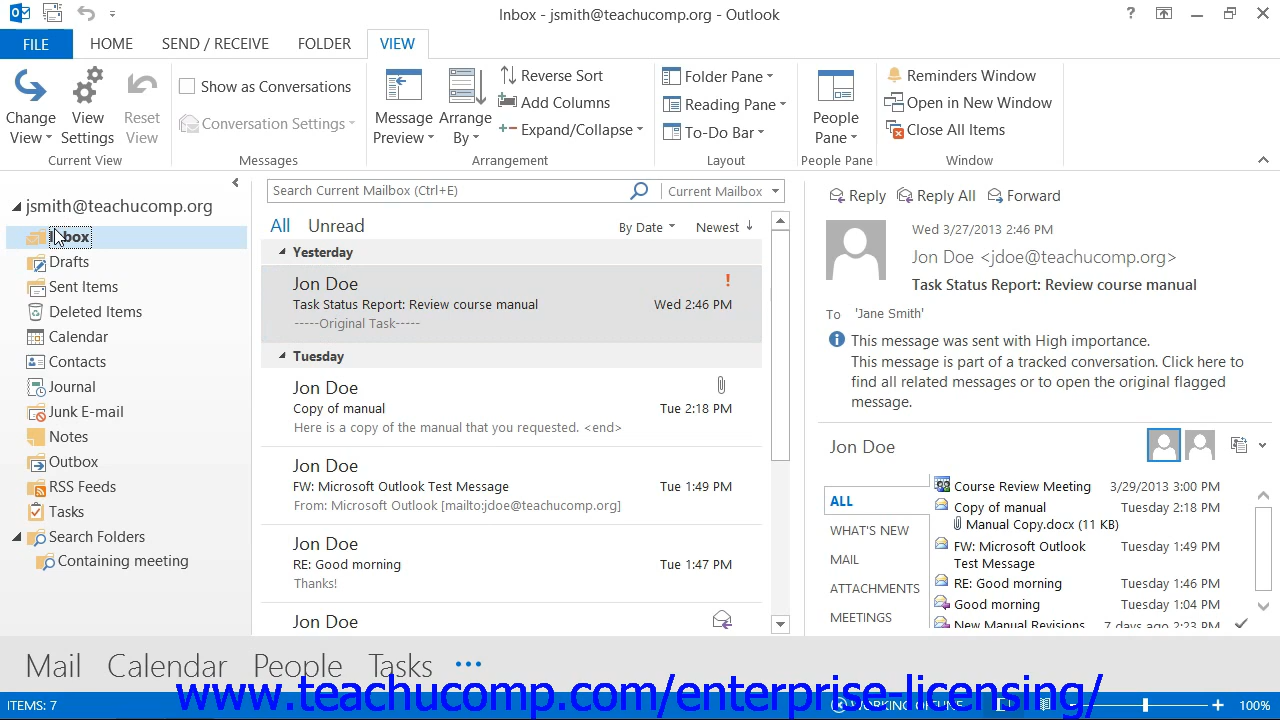 Inbox - jsmith@teachucomp.org - Outlook
?
FILE
HOME
SEND / RECEIVE
FOLDER
VIEW
Change View
View Settings
Reset View
Current View
Show as Conversations
Conversation Settings
Messages
Message Preview
Arrange By
Reverse Sort
Add Columns
Expand/Collapse
Arrangement
Folder Pane
Reading Pane
To-Do Bar
Layout
People Pane
People Pane
Reminders Window
Open in New Window
Close All Items
Window
jsmith@teachucomp.org
Inbox
Drafts
Sent Items
Deleted Items
Calendar
Contacts
Journal
Junk E-mail
Notes
Outbox
RSS Feeds
Tasks
Search Folders
Containing meeting
Search Current Mailbox (Ctrl+E)
Current Mailbox
All Unread
By Date Newest
Yesterday
Jon Doe
Task Status Report: Review course manual Wed 2:46 PM
-----Original Task-----
Tuesday
Jon Doe
Copy of manual Tue 2:18 PM
Here is a copy of the manual that you requested. <end>
Jon Doe
FW: Microsoft Outlook Test Message Tue 1:49 PM
From: Microsoft Outlook [mailto:jdoe@teachucomp.org]
Jon Doe
RE: Good morning Tue 1:47 PM
Thanks!
Jon Doe
Reply Reply All Forward
Wed 3/27/2013 2:46 PM
Jon Doe <jdoe@teachucomp.org>
Task Status Report: Review course manual
To 'Jane Smith'
This message was sent with High importance.
This message is part of a tracked conversation. Click here to
find all related messages or to open the original flagged
message.
Jon Doe
ALL
WHAT'S NEW
MAIL
ATTACHMENTS
MEETINGS
Course Review Meeting 3/29/2013 3:00 PM
Copy of manual Tuesday 2:18 PM
Manual Copy.docx (11 KB)
FW: Microsoft Outlook Tuesday 1:49 PM
Test Message
RE: Good morning Tuesday 1:46 PM
Good morning Tuesday 1:04 PM
New Manual Revisions 7 days ago 2:23 PM
Mail Calendar People Tasks
www.teachucomp.com/enterprise-licensing/
ITEMS: 7
WORKING OFFLINE
100%